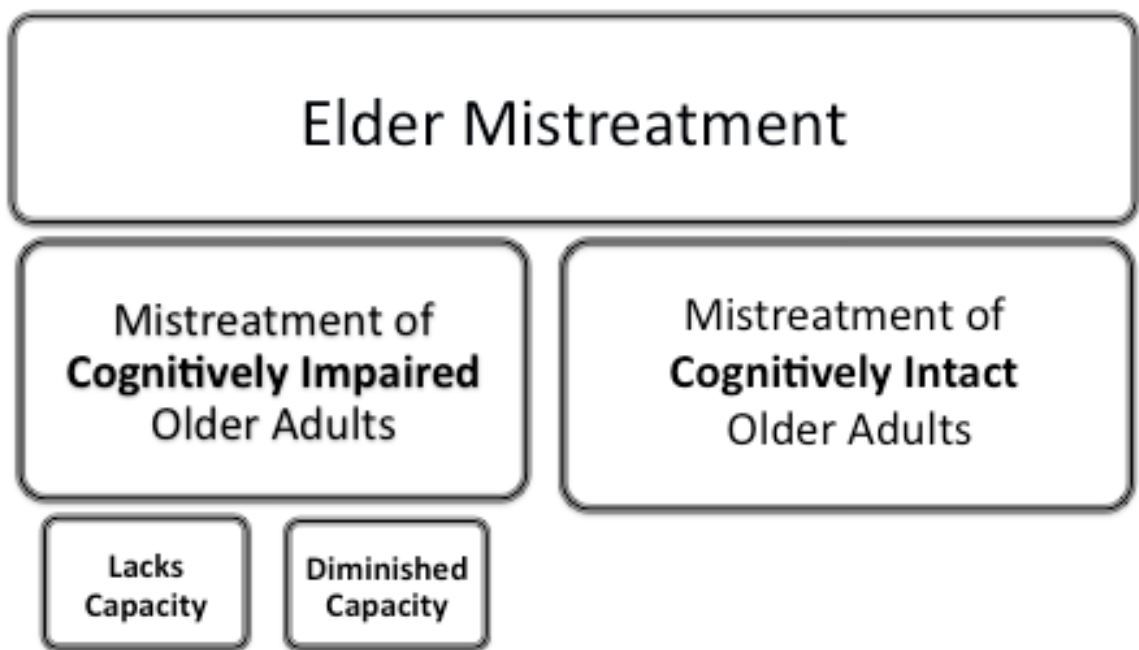 Elder Mistreatment
Mistreatment of
Cognitively Impaired
Older Adults
Mistreatment of
Cognitively Intact
Older Adults
Lacks
Capacity
Diminished
Capacity